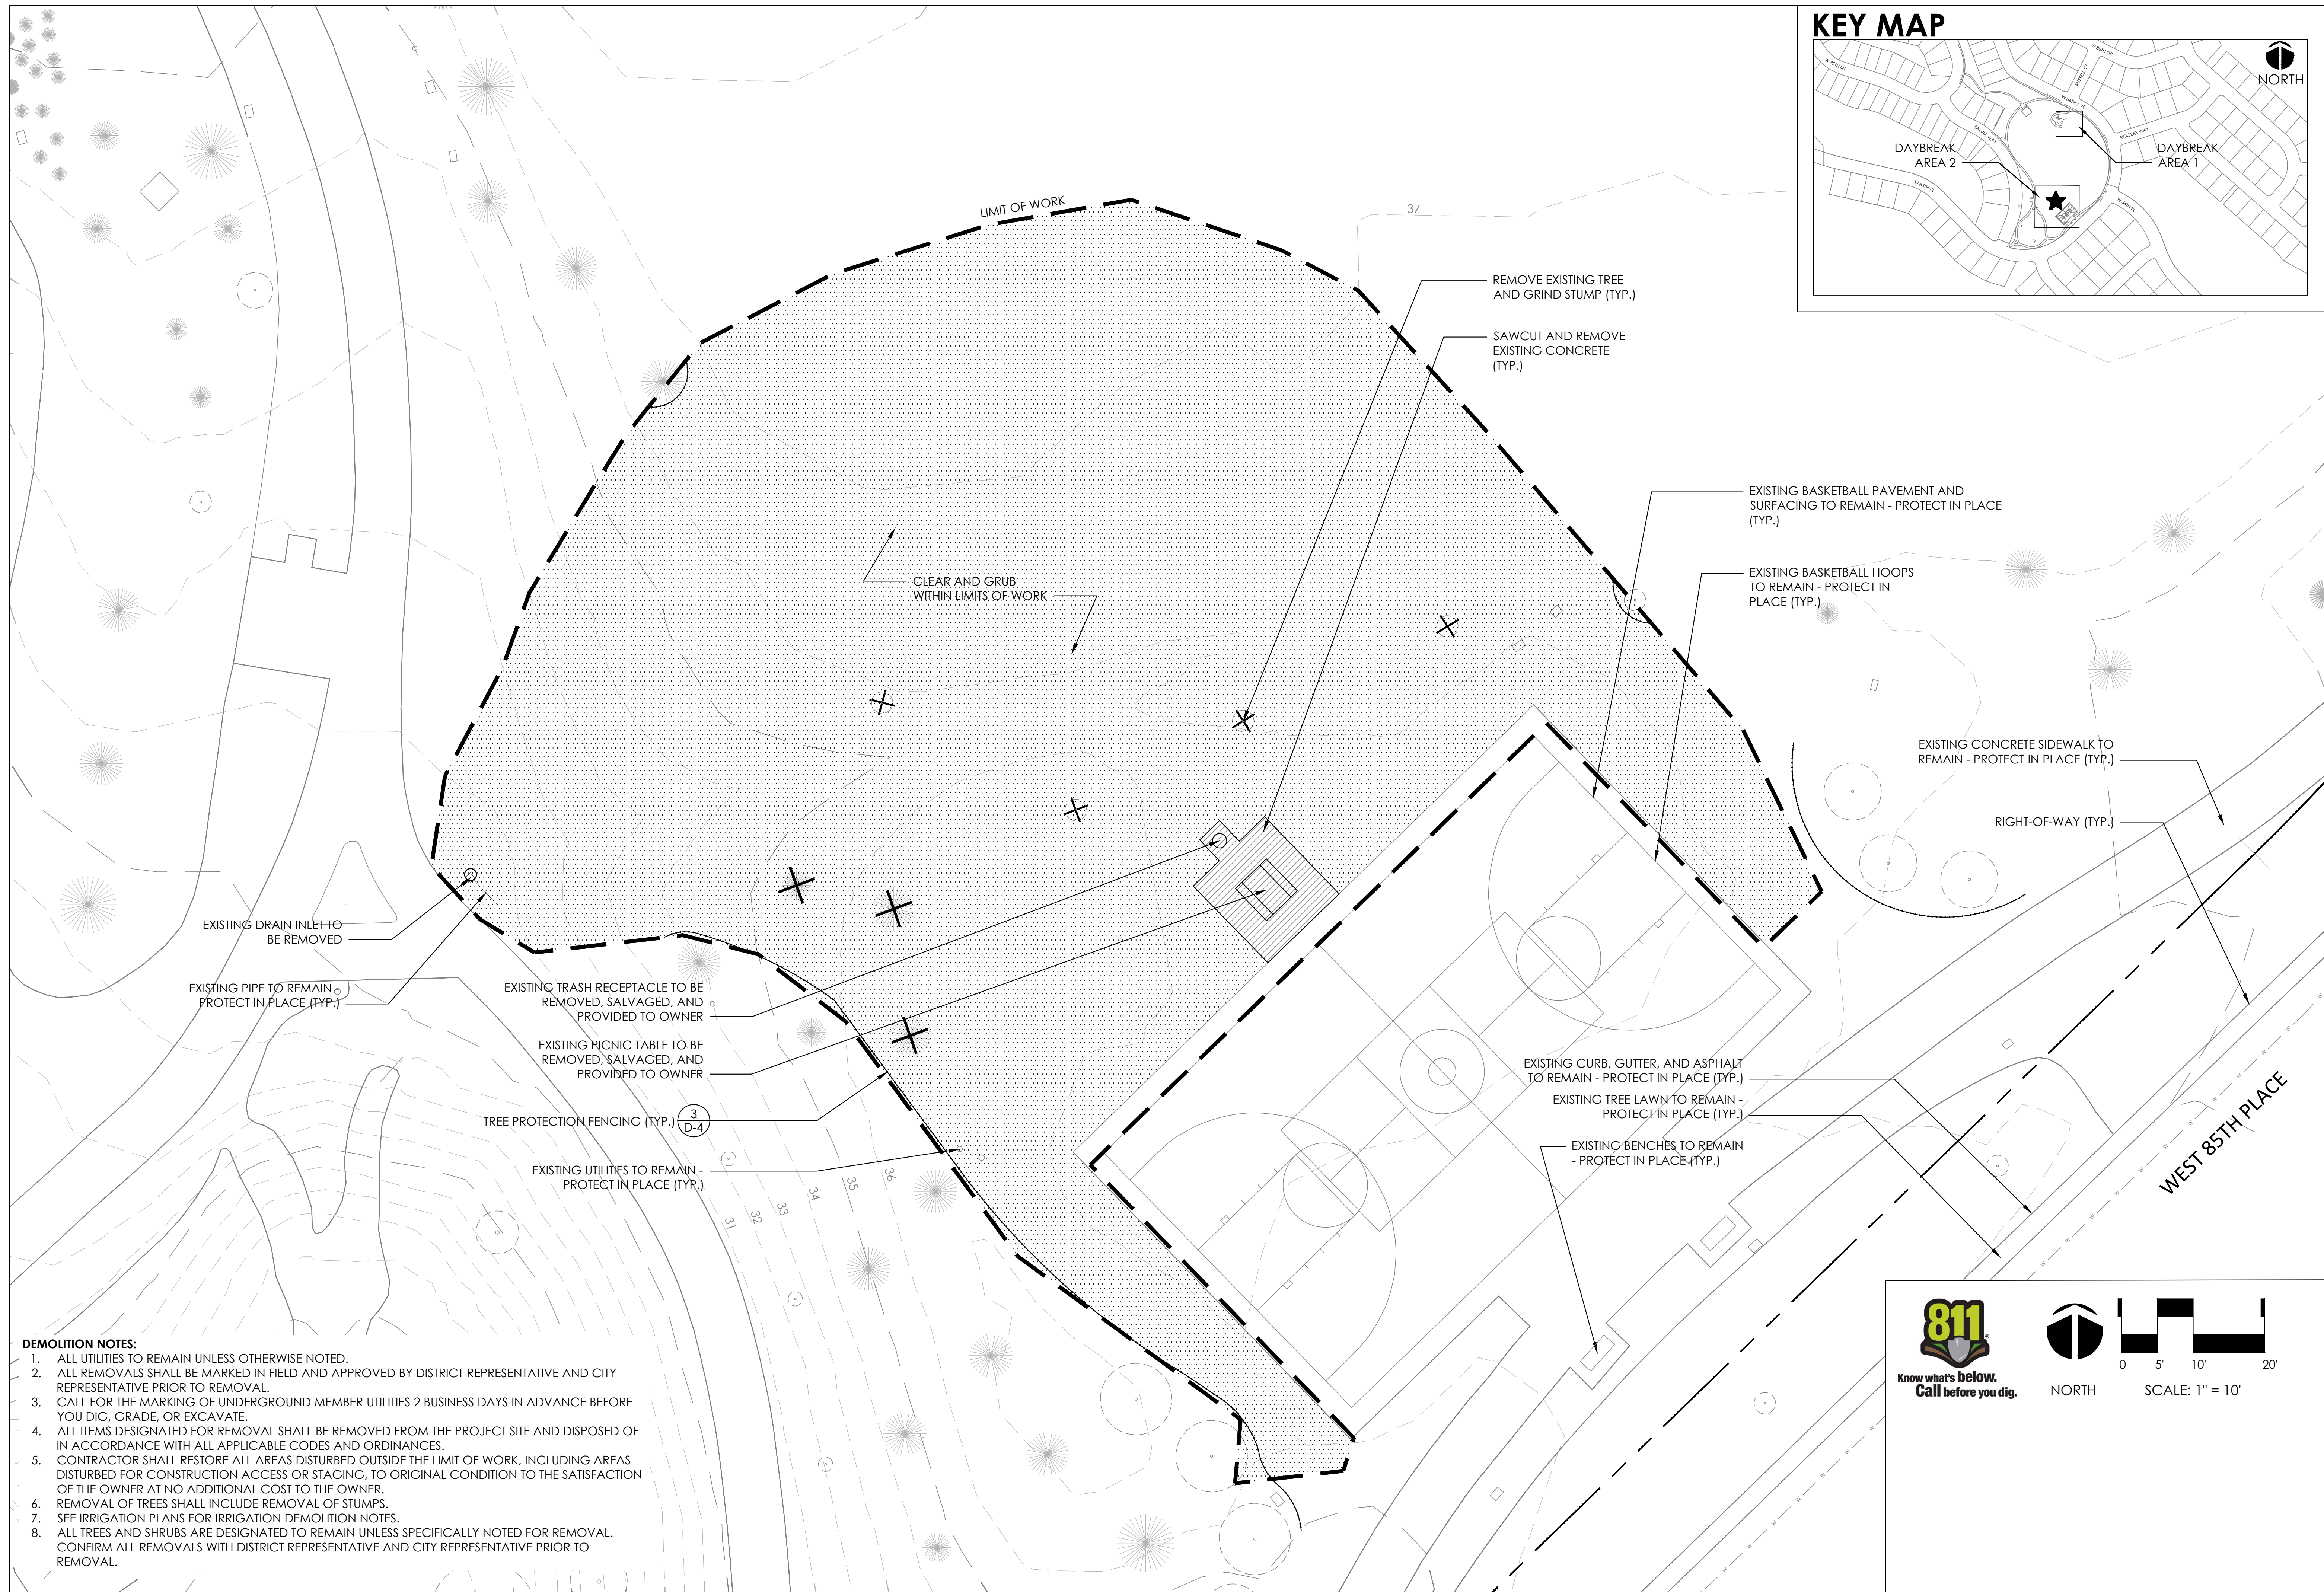 KEY MAP
NORTH
W 86TH DR
RUSSELL CT
W 85TH LN
W 86TH AVE
ROGERS WAY
SALVIA WAY
DAYBREAK
AREA 2
DAYBREAK
AREA 1
W 85TH PL
W 84TH PL
LIMIT OF WORK
37
REMOVE EXISTING TREE
AND GRIND STUMP (TYP.)
SAWCUT AND REMOVE
EXISTING CONCRETE
(TYP.)
EXISTING BASKETBALL PAVEMENT AND
SURFACING TO REMAIN - PROTECT IN PLACE
(TYP.)
CLEAR AND GRUB
WITHIN LIMITS OF WORK
EXISTING BASKETBALL HOOPS
TO REMAIN - PROTECT IN
PLACE (TYP.)
EXISTING CONCRETE SIDEWALK TO
REMAIN - PROTECT IN PLACE (TYP.)
RIGHT-OF-WAY (TYP.)
EXISTING DRAIN INLET TO
BE REMOVED
EXISTING PIPE TO REMAIN -
PROTECT IN PLACE (TYP.)
EXISTING TRASH RECEPTACLE TO BE
REMOVED, SALVAGED, AND
PROVIDED TO OWNER
EXISTING PICNIC TABLE TO BE
REMOVED, SALVAGED, AND
PROVIDED TO OWNER
TREE PROTECTION FENCING (TYP.)
3
D-4
EXISTING UTILITIES TO REMAIN -
PROTECT IN PLACE (TYP.)
31
32
33
34
35
36
EXISTING CURB, GUTTER, AND ASPHALT
TO REMAIN - PROTECT IN PLACE (TYP.)
EXISTING TREE LAWN TO REMAIN -
PROTECT IN PLACE (TYP.)
EXISTING BENCHES TO REMAIN
- PROTECT IN PLACE (TYP.)
WEST 85TH PLACE
DEMOLITION NOTES:
1. ALL UTILITIES TO REMAIN UNLESS OTHERWISE NOTED.
2. ALL REMOVALS SHALL BE MARKED IN FIELD AND APPROVED BY DISTRICT REPRESENTATIVE AND CITY
REPRESENTATIVE PRIOR TO REMOVAL.
3. CALL FOR THE MARKING OF UNDERGROUND MEMBER UTILITIES 2 BUSINESS DAYS IN ADVANCE BEFORE
YOU DIG, GRADE, OR EXCAVATE.
4. ALL ITEMS DESIGNATED FOR REMOVAL SHALL BE REMOVED FROM THE PROJECT SITE AND DISPOSED OF
IN ACCORDANCE WITH ALL APPLICABLE CODES AND ORDINANCES.
5. CONTRACTOR SHALL RESTORE ALL AREAS DISTURBED OUTSIDE THE LIMIT OF WORK, INCLUDING AREAS
DISTURBED FOR CONSTRUCTION ACCESS OR STAGING, TO ORIGINAL CONDITION TO THE SATISFACTION
OF THE OWNER AT NO ADDITIONAL COST TO THE OWNER.
6. REMOVAL OF TREES SHALL INCLUDE REMOVAL OF STUMPS.
7. SEE IRRIGATION PLANS FOR IRRIGATION DEMOLITION NOTES.
8. ALL TREES AND SHRUBS ARE DESIGNATED TO REMAIN UNLESS SPECIFICALLY NOTED FOR REMOVAL.
CONFIRM ALL REMOVALS WITH DISTRICT REPRESENTATIVE AND CITY REPRESENTATIVE PRIOR TO
REMOVAL.
811
Know what's below.
Call before you dig.
NORTH
0 5' 10' 20'
SCALE: 1" = 10'